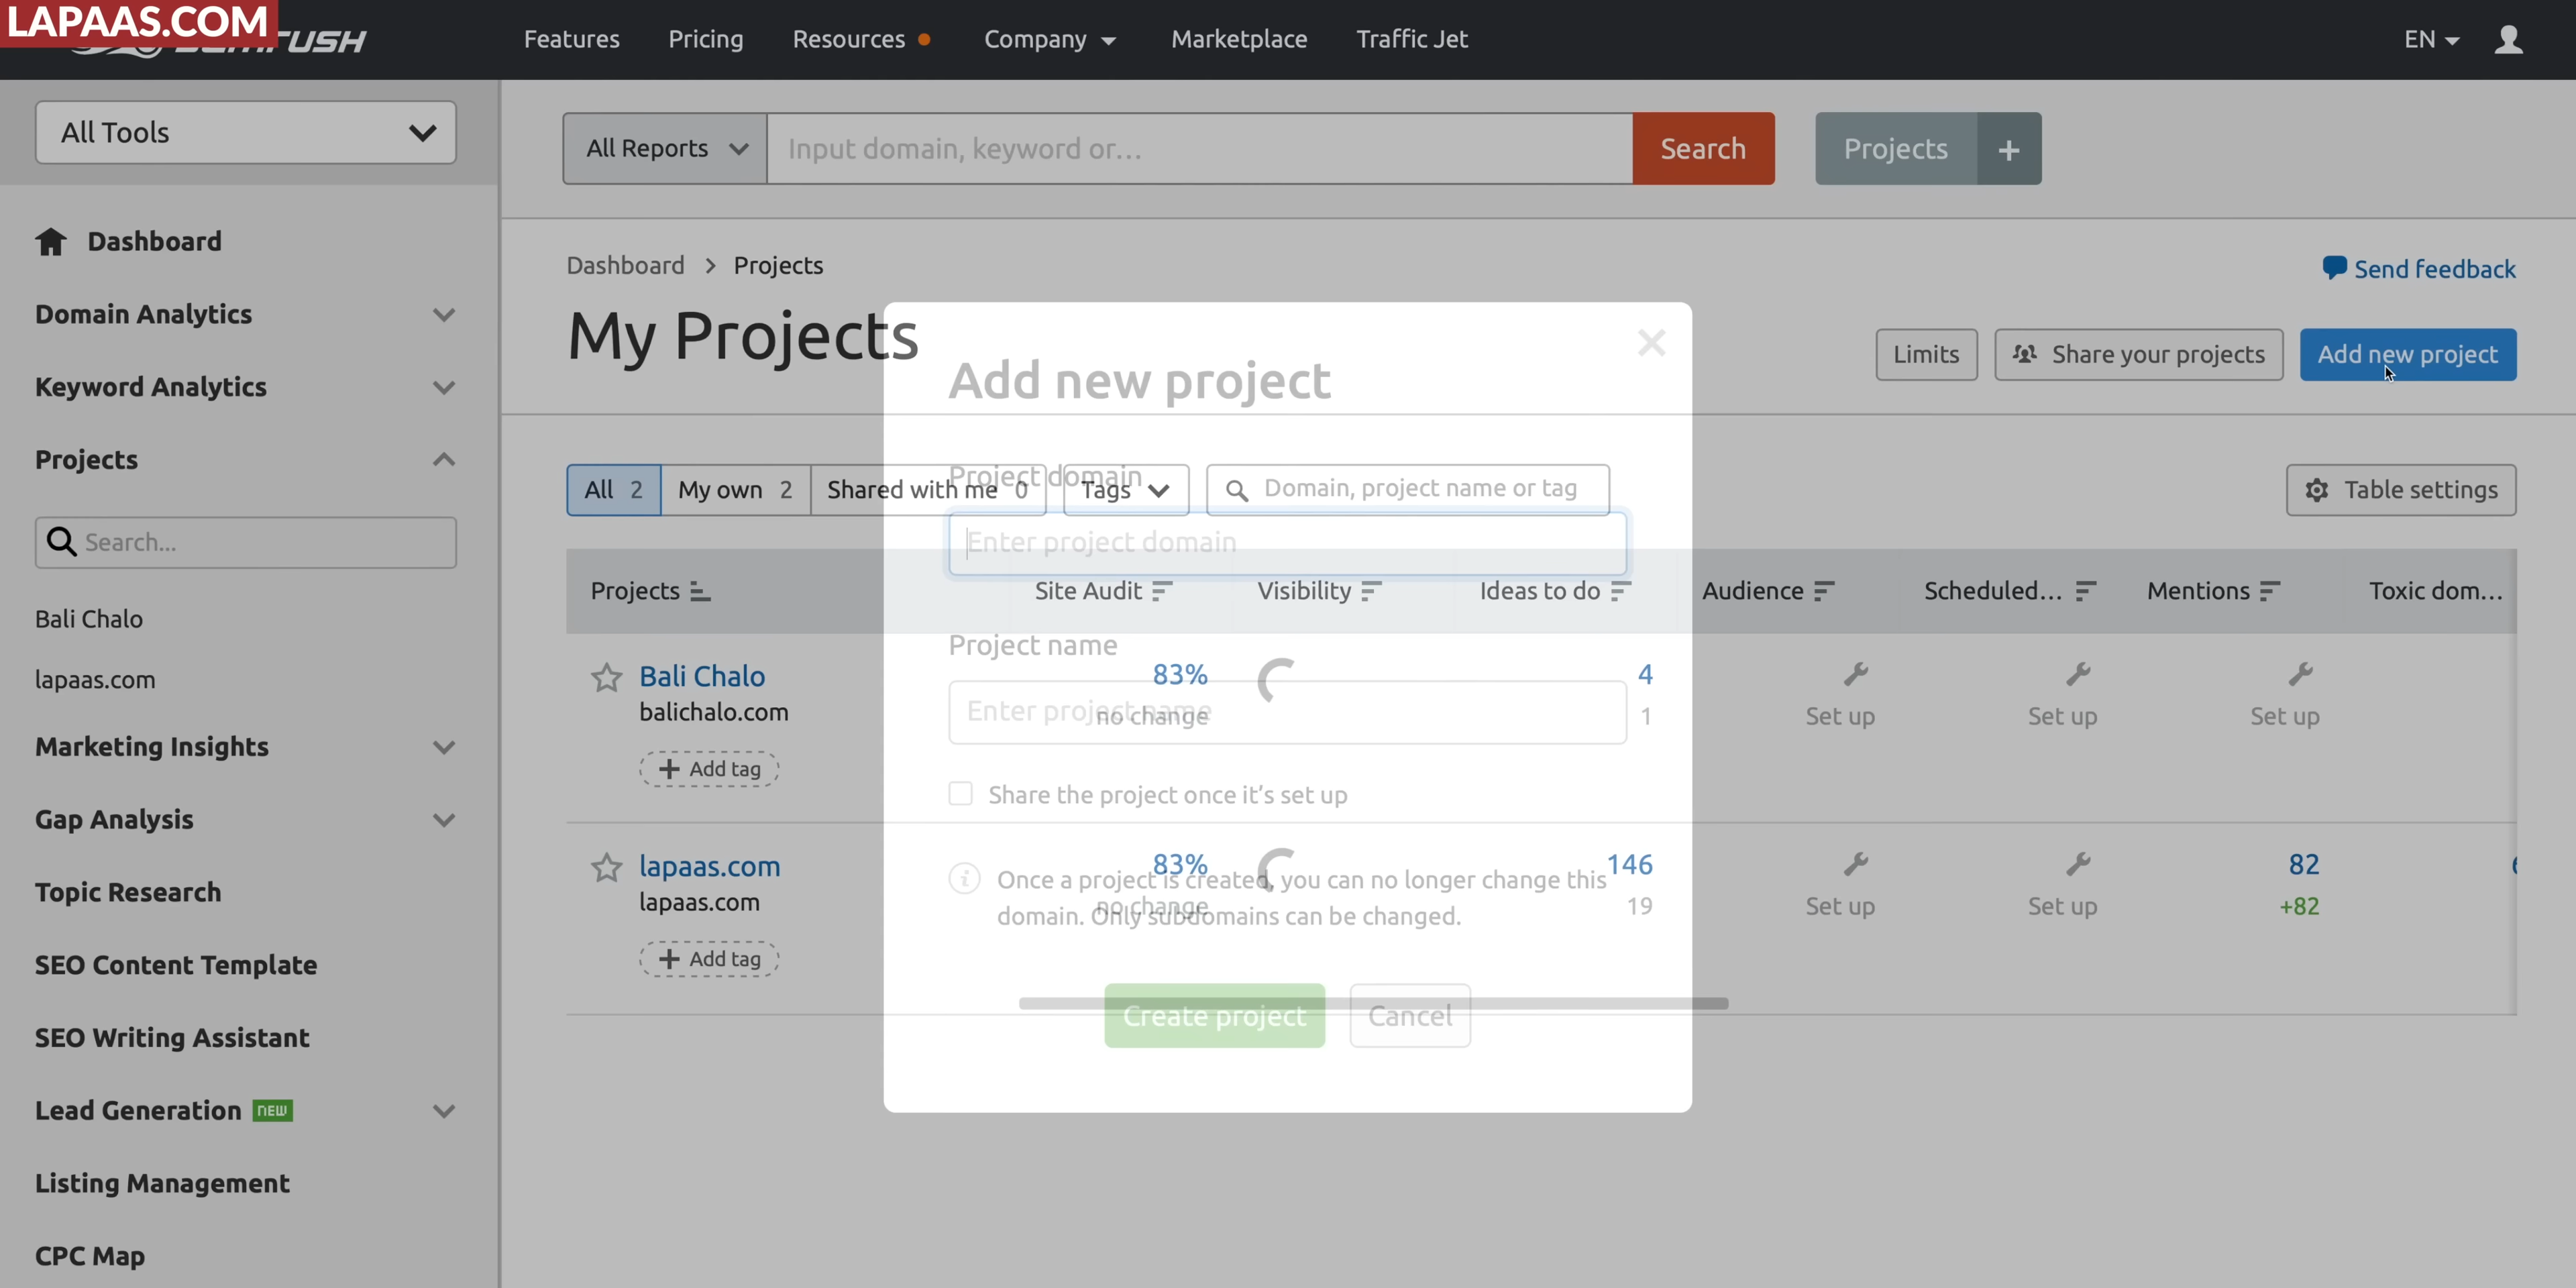 LAPAAS.COM
Features Pricing Resources Company Marketplace Traffic Jet EN
All Tools
All Reports Input domain, keyword or... Search Projects +
Dashboard
Domain Analytics
Keyword Analytics
Projects
Search...
Bali Chalo
lapaas.com
Marketing Insights
Gap Analysis
Topic Research
SEO Content Template
SEO Writing Assistant
Lead Generation NEW
Listing Management
CPC Map
Dashboard > Projects
Send feedback
My Projects
Limits Share your projects Add new project
All 2 My own 2 Shared with me 0 Tags Domain, project name or tag Table settings
Projects Site Audit Visibility Ideas to do Audience Scheduled... Mentions Toxic dom...
Bali Chalo 83% 4
balichalo.com no change 1 Set up Set up Set up
+ Add tag
lapaas.com 83% 146 82
lapaas.com no change 19 Set up Set up +82
+ Add tag
Add new project
Project domain
Enter project domain
Project name
Enter project name
Share the project once it's set up
Once a project is created, you can no longer change this
domain. Only subdomains can be changed.
Create project Cancel